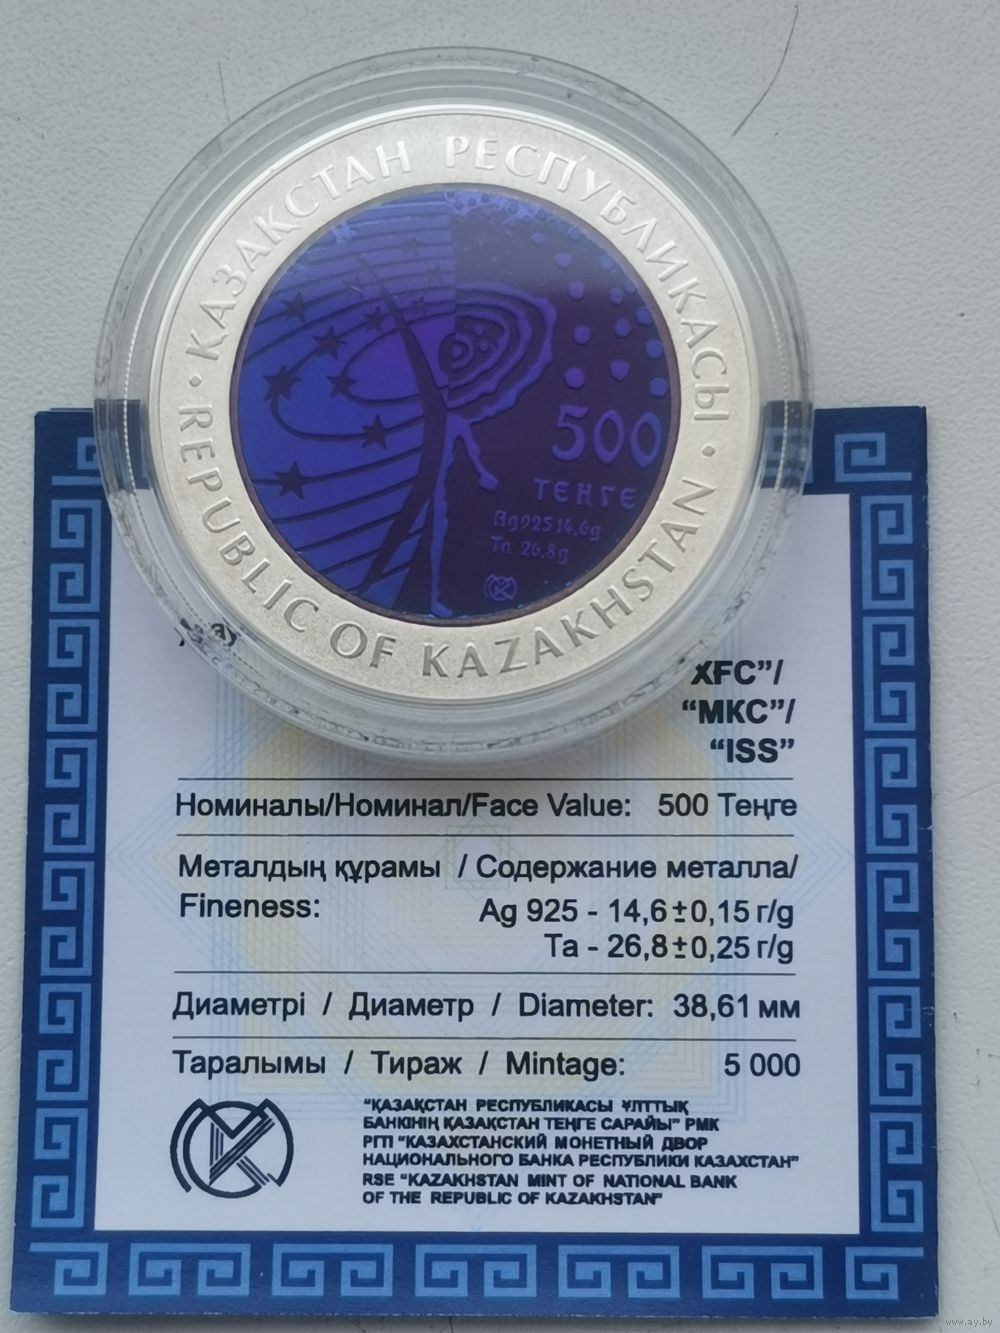 ҚАЗАҚСТАН РЕСПУБЛИКАСЫ
500
ТЕҢГЕ
Ag925 14.6g
Ta 26.8g
• REPUBLIC OF KAZAKHSTAN •
ХҒС”/
“МКС”/
“ISS”
Номиналы/Номинал/Face Value: 500 Теңге
Металдың құрамы / Содержание металла/
Fineness: Ag 925 - 14,6±0,15 г/g
Ta - 26,8±0,25 г/g
Диаметрі / Диаметр / Diameter: 38,61 мм
Таралымы / Тираж / Mintage: 5 000
“ҚАЗАҚСТАН РЕСПУБЛИКАСЫ ҰЛТТЫҚ
БАНКІНІҢ ҚАЗАҚСТАН ТЕҢГЕ САРАЙЫ” РМК
РГП “КАЗАХСТАНСКИЙ МОНЕТНЫЙ ДВОР
НАЦИОНАЛЬНОГО БАНКА РЕСПУБЛИКИ КАЗАХСТАН”
RSE “KAZAKHSTAN MINT OF NATIONAL BANK
OF THE REPUBLIC OF KAZAKHSTAN”
www.ay.by